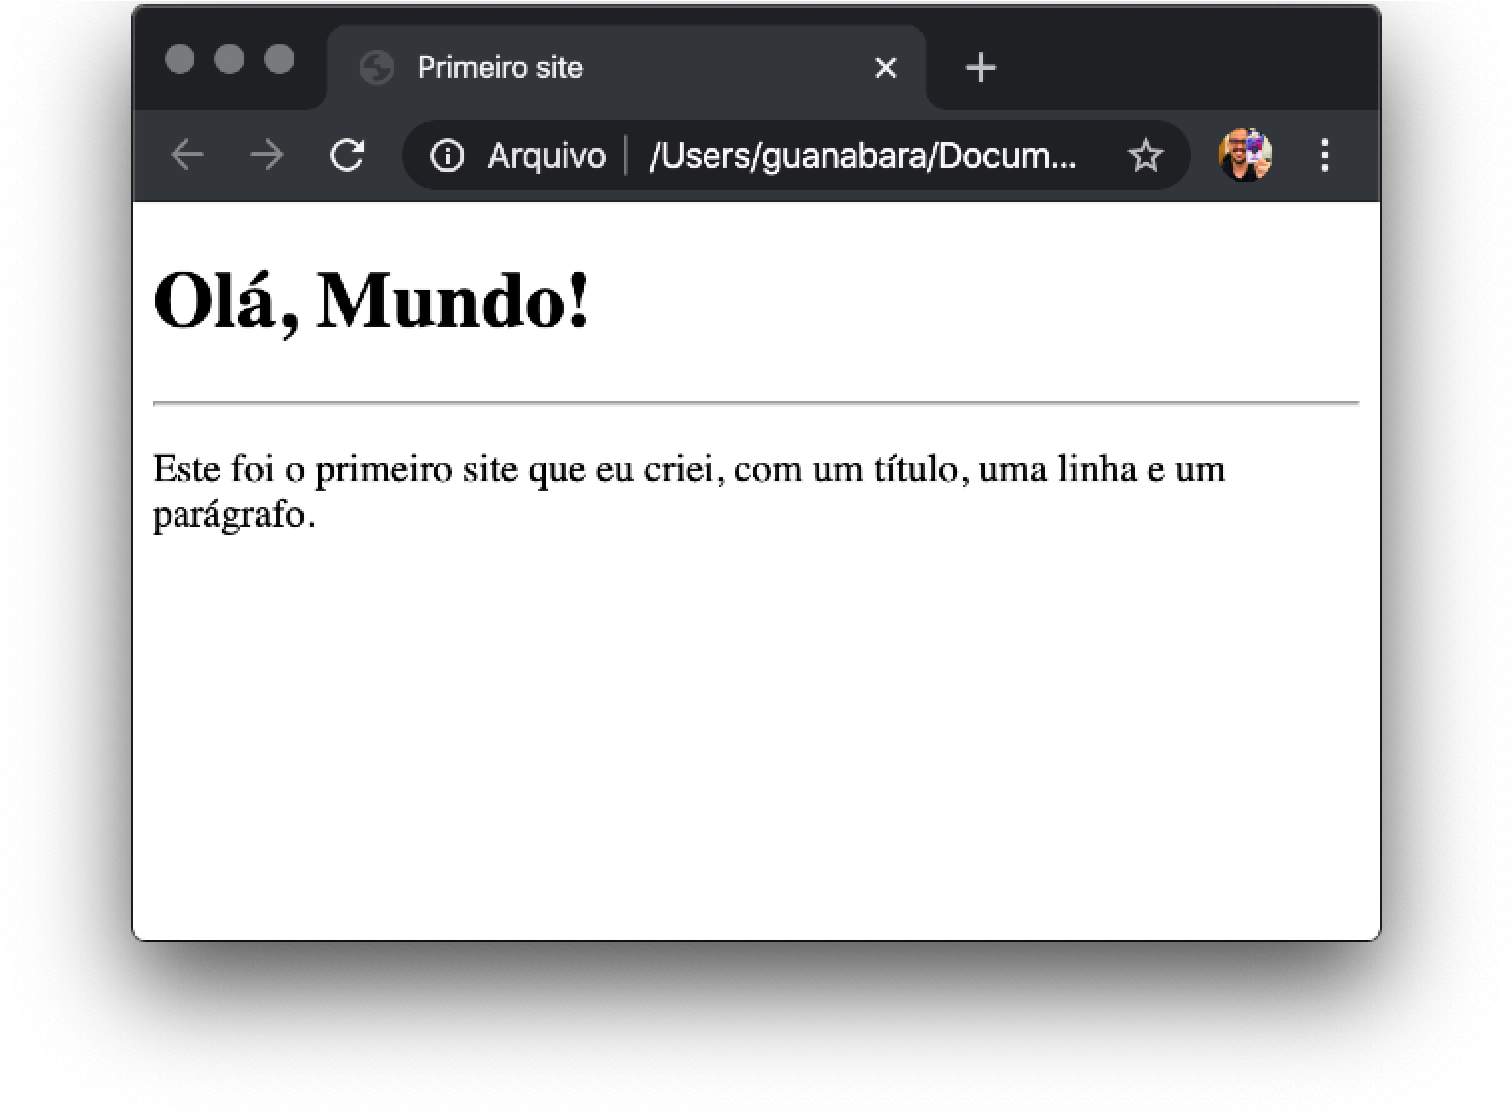 Primeiro site
Arquivo | /Users/guanabara/Docum...
Olá, Mundo!
Este foi o primeiro site que eu criei, com um título, uma linha e um
parágrafo.